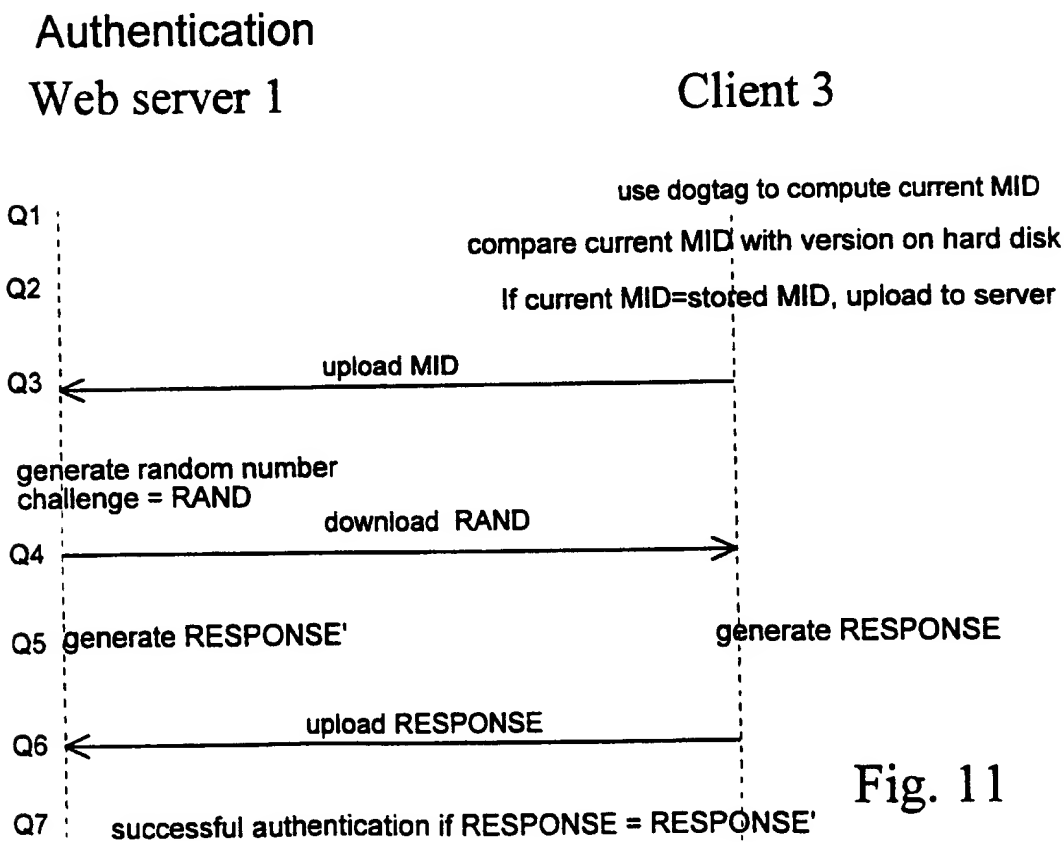 Authentication
Web server 1
Client 3
use dogtag to compute current MID
Q1
compare current MID with version on hard disk
Q2
If current MID=stored MID, upload to server
upload MID
Q3
generate random number
challenge = RAND
download RAND
Q4
Q5 generate RESPONSE'
generate RESPONSE
upload RESPONSE
Q6
Fig. 11
Q7 successful authentication if RESPONSE = RESPONSE'